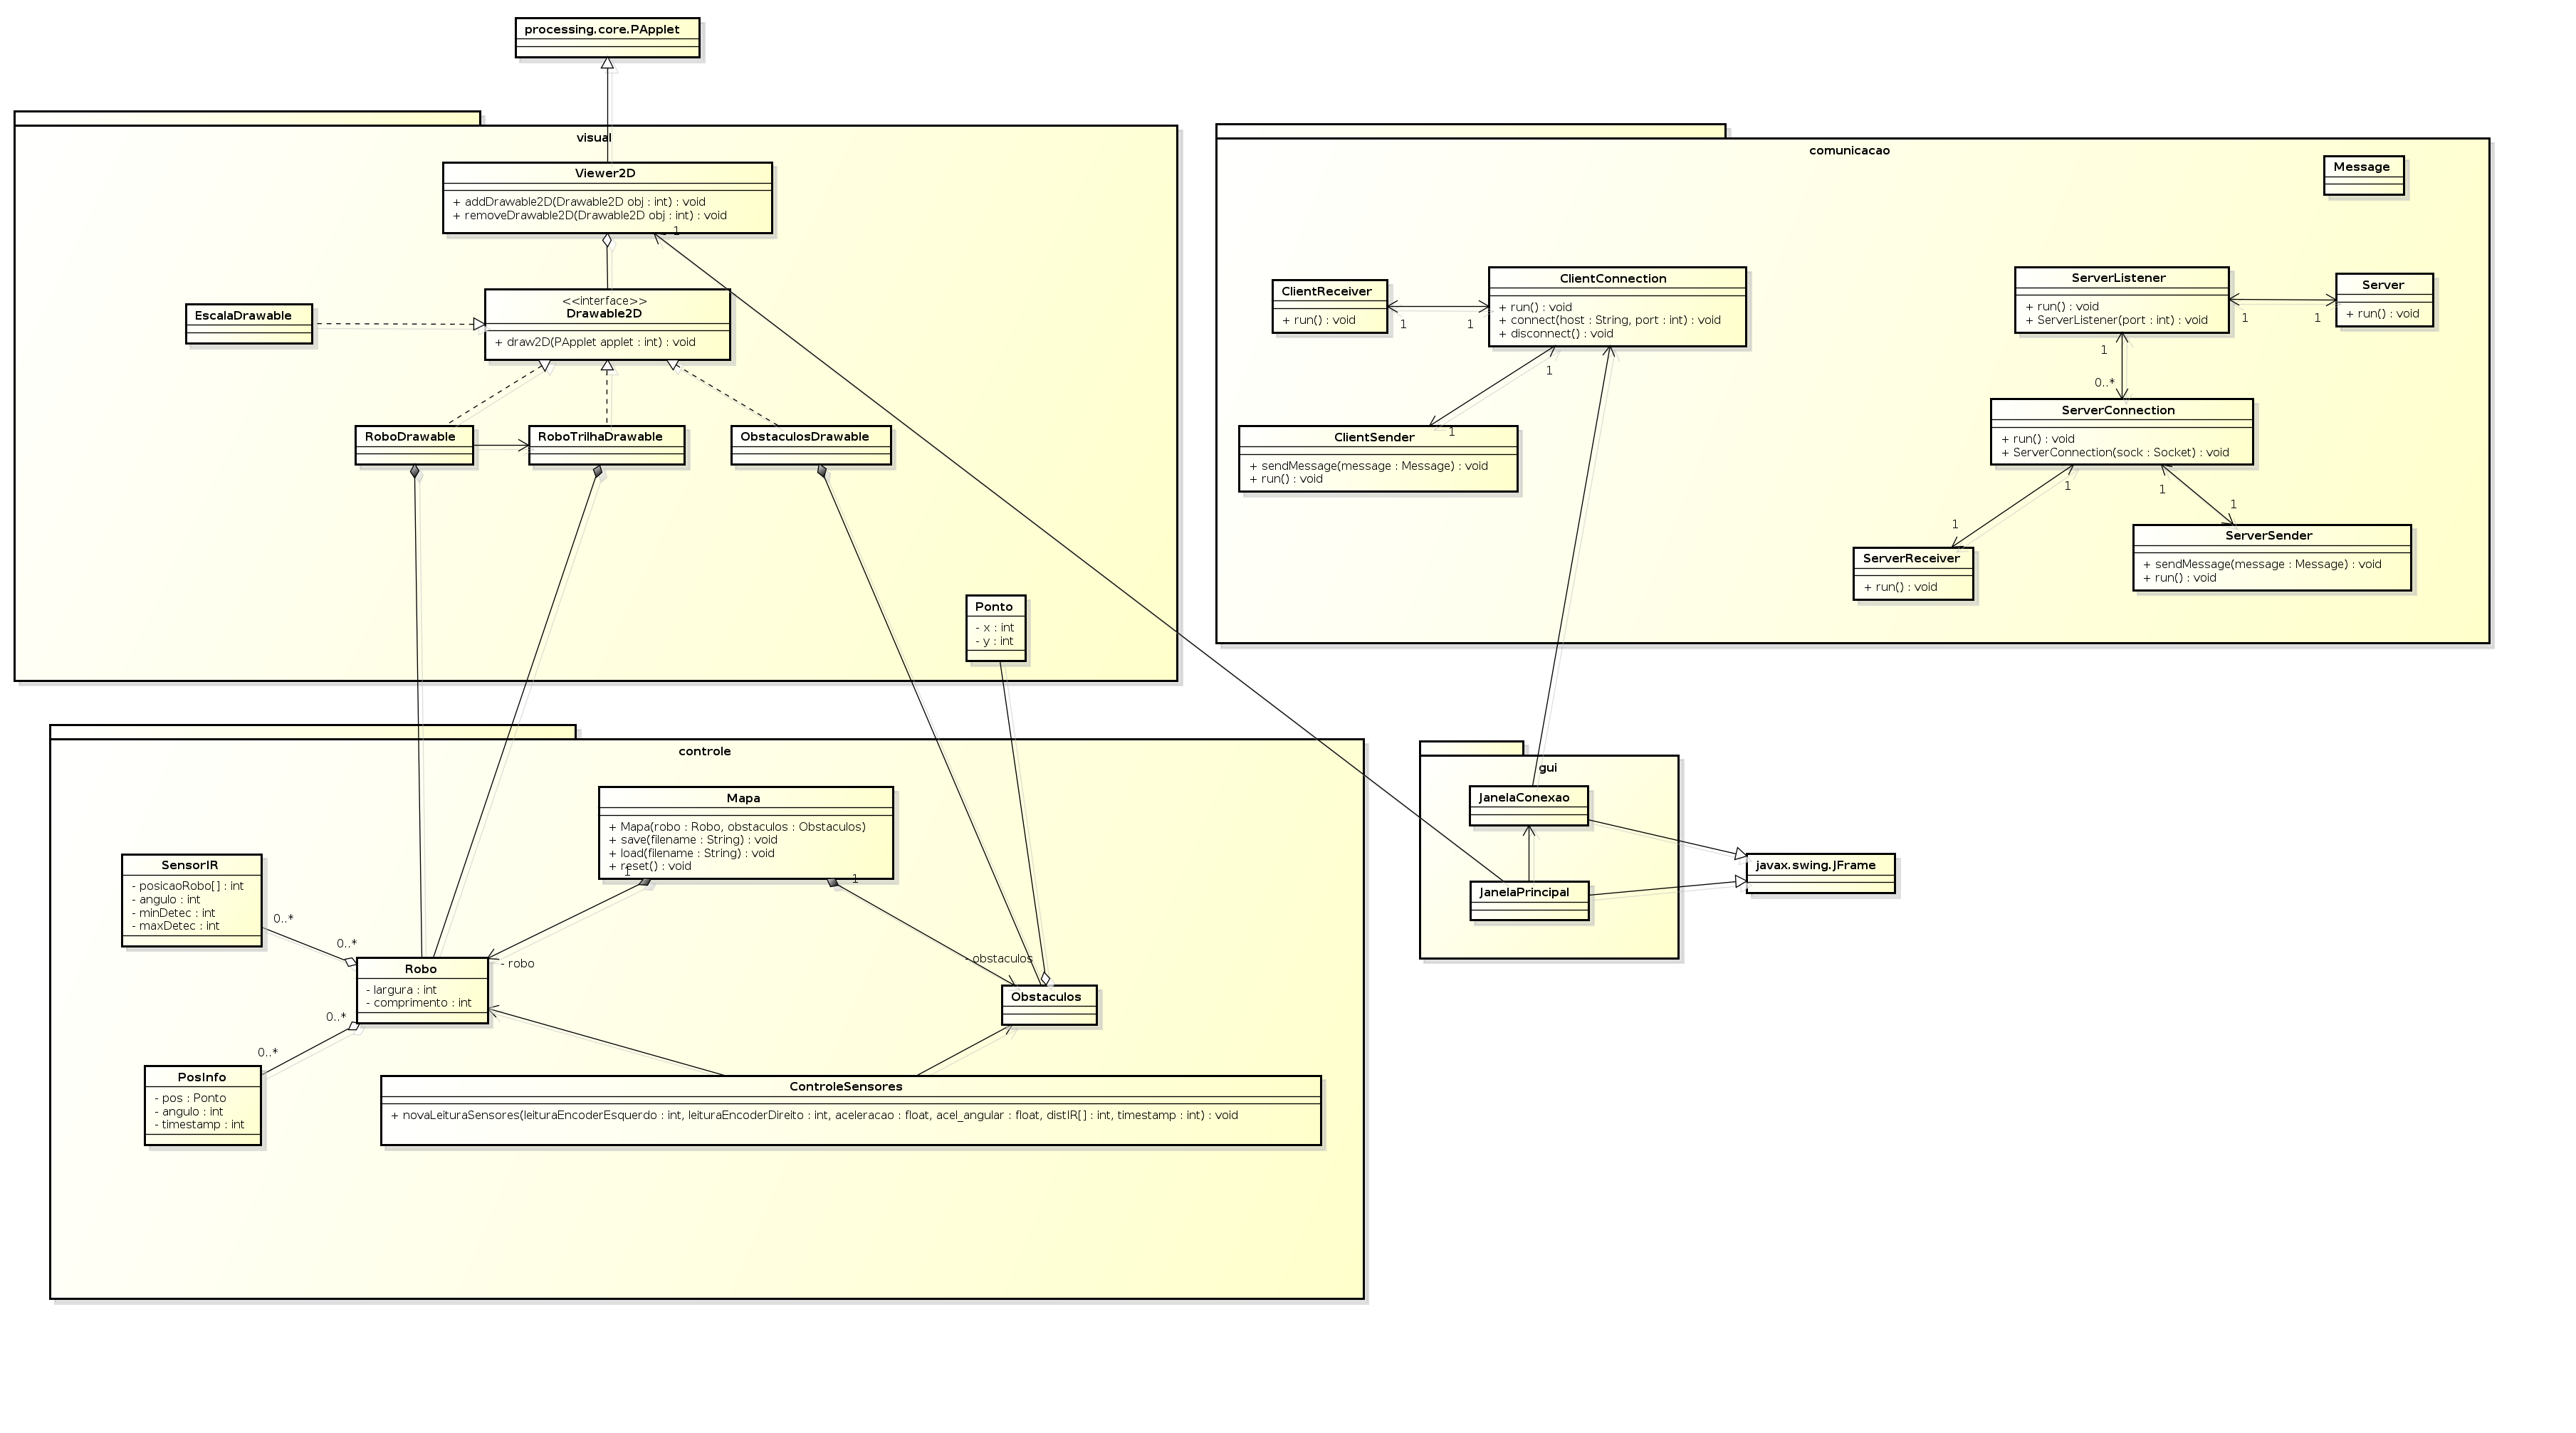 processing.core.PApplet
visual
Viewer2D
+ addDrawable2D(Drawable2D obj : int) : void
+ removeDrawable2D(Drawable2D obj : int) : void
1
<<interface>>
Drawable2D
+ draw2D(PApplet applet : int) : void
EscalaDrawable
RoboDrawable
RoboTrilhaDrawable
ObstaculosDrawable
Ponto
- x : int
- y : int
comunicacao
Message
ClientReceiver
+ run() : void
1
1
ClientConnection
+ run() : void
+ connect(host : String, port : int) : void
+ disconnect() : void
1
1
ClientSender
+ sendMessage(message : Message) : void
+ run() : void
ServerListener
+ run() : void
+ ServerListener(port : int) : void
1
1
Server
+ run() : void
1
0..*
ServerConnection
+ run() : void
+ ServerConnection(sock : Socket) : void
1
1
1
1
ServerReceiver
+ run() : void
ServerSender
+ sendMessage(message : Message) : void
+ run() : void
controle
Mapa
+ Mapa(robo : Robo, obstaculos : Obstaculos)
+ save(filename : String) : void
+ load(filename : String) : void
+ reset() : void
1
1
SensorIR
- posicaoRobo[] : int
- angulo : int
- minDetec : int
- maxDetec : int
0..*
0..*
- robo
- obstaculos
Robo
- largura : int
- comprimento : int
Obstaculos
0..*
0..*
PosInfo
- pos : Ponto
- angulo : int
- timestamp : int
ControleSensores
+ novaLeituraSensores(leituraEncoderEsquerdo : int, leituraEncoderDireito : int, aceleracao : float, acel_angular : float, distIR[] : int, timestamp : int) : void
gui
JanelaConexao
JanelaPrincipal
javax.swing.JFrame